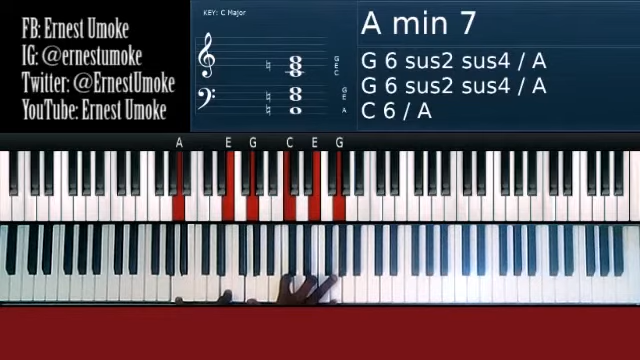 FB: Ernest Umoke
IG: @ernestumoke
Twitter: @ErnestUmoke
YouTube: Ernest Umoke
KEY: C Major
G
E
C
G
E
A
A min 7
G 6 sus2 sus4 / A
G 6 sus2 sus4 / A
C 6 / A
A E G C E G